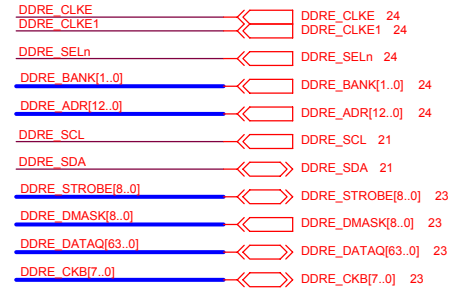 DDRE_CLKE DDRE_CLKE 24
DDRE_CLKE1 DDRE_CLKE1 24
DDRE_SELn DDRE_SELn 24
DDRE_BANK[1..0] DDRE_BANK[1..0] 24
DDRE_ADR[12..0] DDRE_ADR[12..0] 24
DDRE_SCL DDRE_SCL 21
DDRE_SDA DDRE_SDA 21
DDRE_STROBE[8..0] DDRE_STROBE[8..0] 23
DDRE_DMASK[8..0] DDRE_DMASK[8..0] 23
DDRE_DATAQ[63..0] DDRE_DATAQ[63..0] 23
DDRE_CKB[7..0] DDRE_CKB[7..0] 23